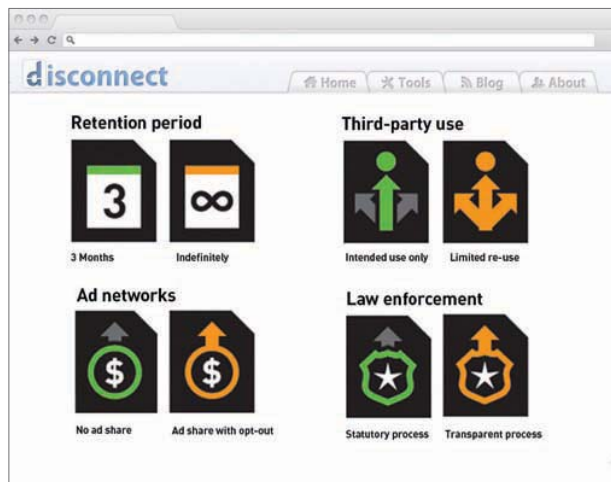 disconnect
Home Tools Blog About
Retention period
3
∞
3 Months Indefinitely
Third-party use
Intended use only Limited re-use
Ad networks
$ $
No ad share Ad share with opt-out
Law enforcement
Statutory process Transparent process